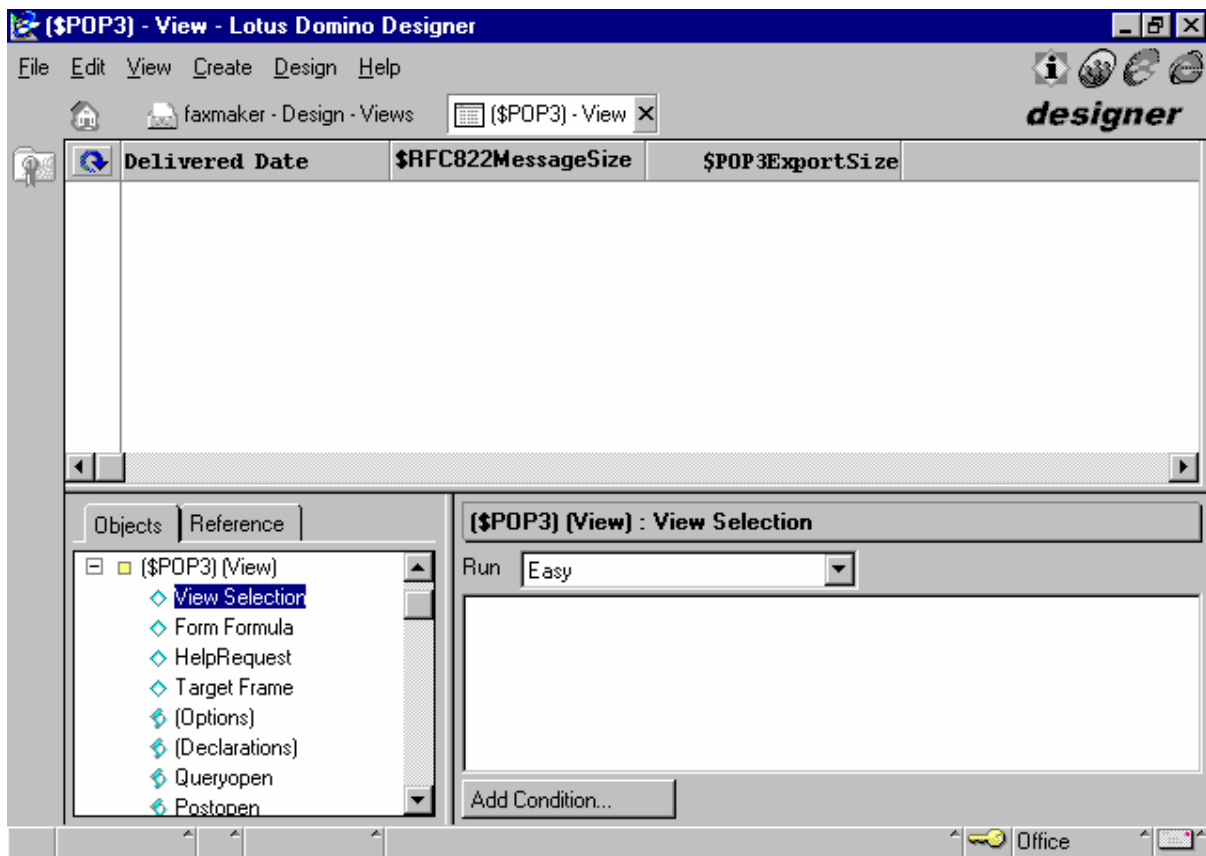 ($POP3) - View - Lotus Domino Designer
File Edit View Create Design Help
faxmaker - Design - Views ($POP3) - View designer
Delivered Date $RFC822MessageSize $POP3ExportSize
Objects Reference
($POP3) (View)
View Selection
Form Formula
HelpRequest
Target Frame
(Options)
(Declarations)
Queryopen
Postopen
($POP3) (View) : View Selection
Run Easy
Add Condition...
Office